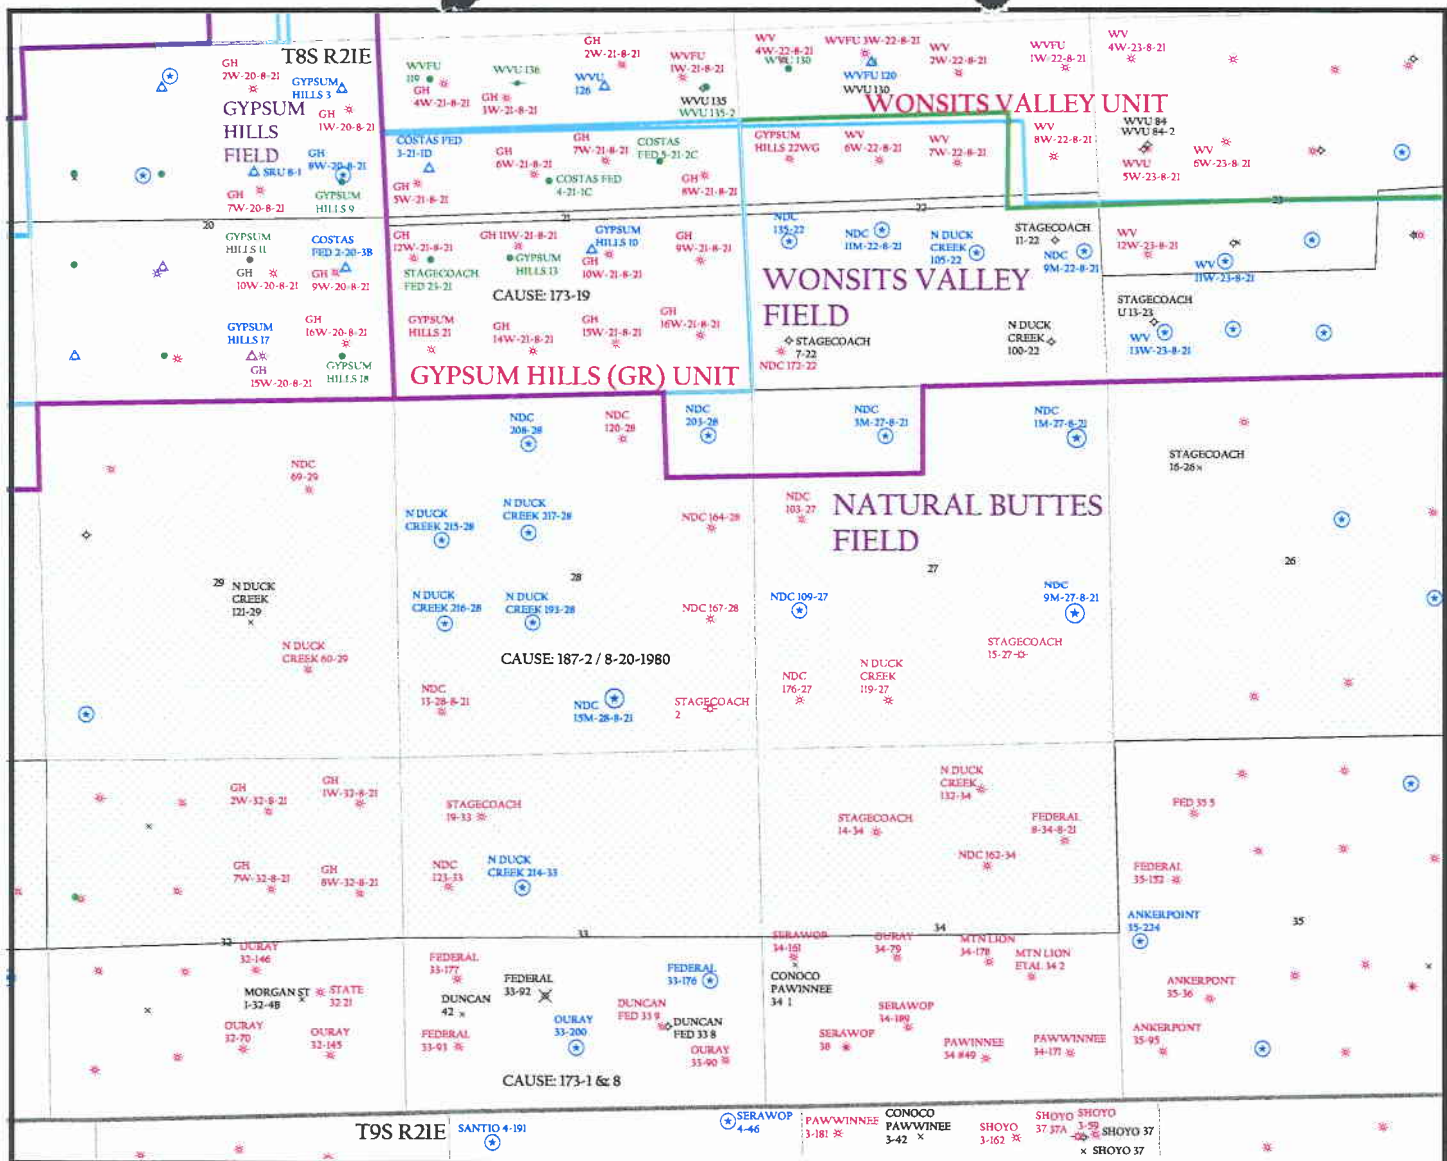 T8S R21E
GH
2W-20-8-21
GYPSUM
HILLS 3
GH
1W-20-8-21
GYPSUM
HILLS
FIELD
SRU 8-1
GH
8W-20-8-21
GH
7W-20-8-21
GYPSUM
HILLS 9
20
GYPSUM
HILLS 11
COSTAS
FED 2-20-3B
GH
10W-20-8-21
GH
9W-20-8-21
GYPSUM
HILLS 17
GH
16W-20-8-21
GH
15W-20-8-21
GYPSUM
HILLS 18
WVFU
119
GH
4W-21-8-21
WVU 136
GH
3W-21-8-21
GH
2W-21-8-21
WVU
126
WVFU
1W-21-8-21
WVU 135
WVU 135-2
COSTAS FED
3-21-1D
GH
5W-21-8-21
GH
6W-21-8-21
GH
7W-21-8-21
COSTAS FED
4-21-1C
COSTAS
FED 5-21-2C
GH
8W-21-8-21
21
GH
12W-21-8-21
STAGECOACH
FED 23-21
GH 11W-21-8-21
GYPSUM
HILLS 13
GYPSUM
HILLS 10
GH
10W-21-8-21
GH
9W-21-8-21
CAUSE: 173-19
GYPSUM
HILLS 21
GH
14W-21-8-21
GH
15W-21-8-21
GH
16W-21-8-21
GYPSUM HILLS (GR) UNIT
WV
4W-22-8-21
WVU 130
WVFU 3W-22-8-21
WVFU 120
WVU 130
WV
2W-22-8-21
WVFU
1W-22-8-21
WV
4W-23-8-21
WONSITS VALLEY UNIT
GYPSUM
HILLS 22WG
WV
6W-22-8-21
WV
7W-22-8-21
WV
8W-22-8-21
WVU 84
WVU 84-2
WVU
5W-23-8-21
WV
6W-23-8-21
22
23
NDC
135-22
NDC
11M-22-8-21
N DUCK
CREEK
105-22
STAGECOACH
11-22
NDC
9M-22-8-21
WV
12W-23-8-21
WV
11W-23-8-21
WONSITS VALLEY
FIELD
STAGECOACH
7-22
NDC 172-22
N DUCK
CREEK
100-22
STAGECOACH
U 13-23
WV
13W-23-8-21
NDC
208-28
NDC
120-28
NDC
203-28
NDC
3M-27-8-21
NDC
1M-27-8-21
NDC
69-29
STAGECOACH
16-26
N DUCK
CREEK 215-28
N DUCK
CREEK 217-28
NDC 164-28
NDC
103-27
NATURAL BUTTES
FIELD
29
N DUCK
CREEK
121-29
28
27
26
N DUCK
CREEK 216-28
N DUCK
CREEK 193-28
NDC 167-28
NDC 109-27
NDC
9M-27-8-21
N DUCK
CREEK 60-29
CAUSE: 187-2 / 8-20-1980
STAGECOACH
15-27
NDC
13-28-8-21
NDC
15M-28-8-21
STAGECOACH
2
NDC
176-27
N DUCK
CREEK
119-27
GH
2W-32-8-21
GH
1W-32-8-21
STAGECOACH
19-33
N DUCK
CREEK
132-34
STAGECOACH
14-34
FEDERAL
8-34-8-21
FED 35 5
GH
7W-32-8-21
GH
8W-32-8-21
NDC
123-33
N DUCK
CREEK 214-33
NDC 162-34
FEDERAL
35-152
ANKERPOINT
35-224
32
33
34
35
OURAY
32-146
MORGAN ST
1-32-4B
STATE
32 21
OURAY
32-70
OURAY
32-145
FEDERAL
33-177
FEDERAL
33-92
DUNCAN
42
FEDERAL
33-93
OURAY
33-200
FEDERAL
33-176
DUNCAN
FED 33 9
DUNCAN
FED 33 8
OURAY
33-90
CAUSE: 173-1 & 8
SERAWOP
34-161
CONOCO
PAWINNEE
34 1
OURAY
34-79
MTN LION
34-178
MTN LION
ETAL 34 2
SERAWOP
34-189
SERAWOP
38
PAWINNEE
34 #49
PAWWINNEE
34-171
ANKERPONT
35-36
ANKERPONT
35-95
T9S R21E
SANTIO 4-191
SERAWOP
4-46
PAWWINNEE
3-181
CONOCO
PAWWINEE
3-42
SHOYO
3-162
SHOYO
37 37A
SHOYO
3-59
SHOYO 37
SHOYO 37